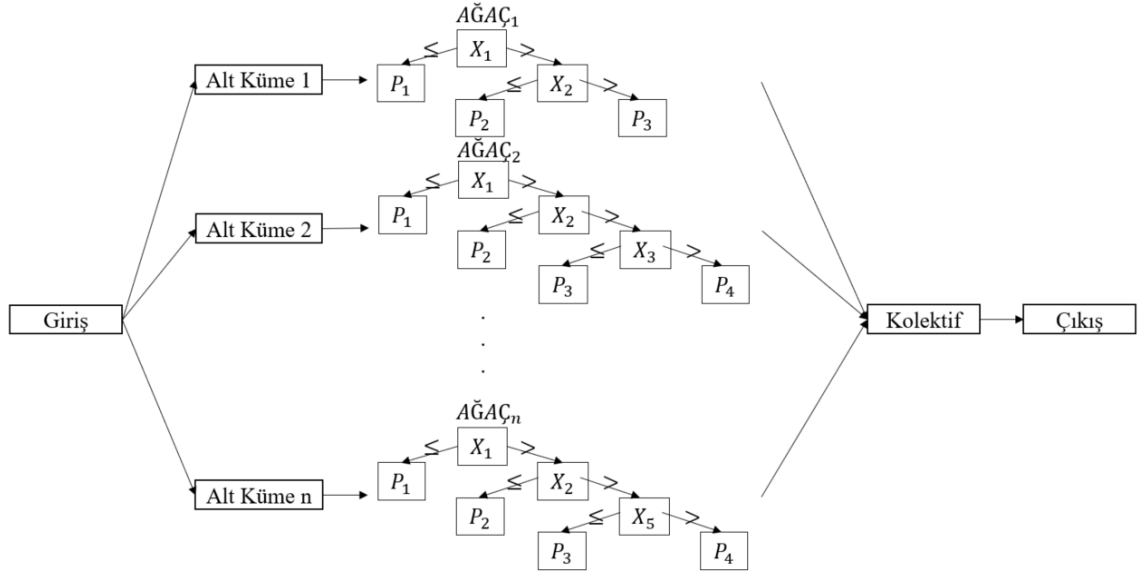 AĞAÇ₁
≤ X₁ >
Alt Küme 1
P₁
≤ X₂ >
P₂
P₃
AĞAÇ₂
≤ X₁ >
Alt Küme 2
P₁
≤ X₂ >
P₂
≤ X₃ >
P₃
P₄
Giriş
.
.
.
Kolektif
Çıkış
AĞAÇₙ
≤ X₁ >
Alt Küme n
P₁
≤ X₂ >
P₂
≤ X₅ >
P₃
P₄